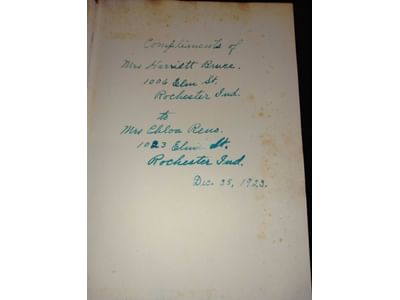 Compliments of
Mrs Harriett Bruce.
1006 Elm St.
Rochester Ind.
to
Mrs Chloa Reno.
1023 Elm St.
Rochester Ind.
Dec. 25, 1923.